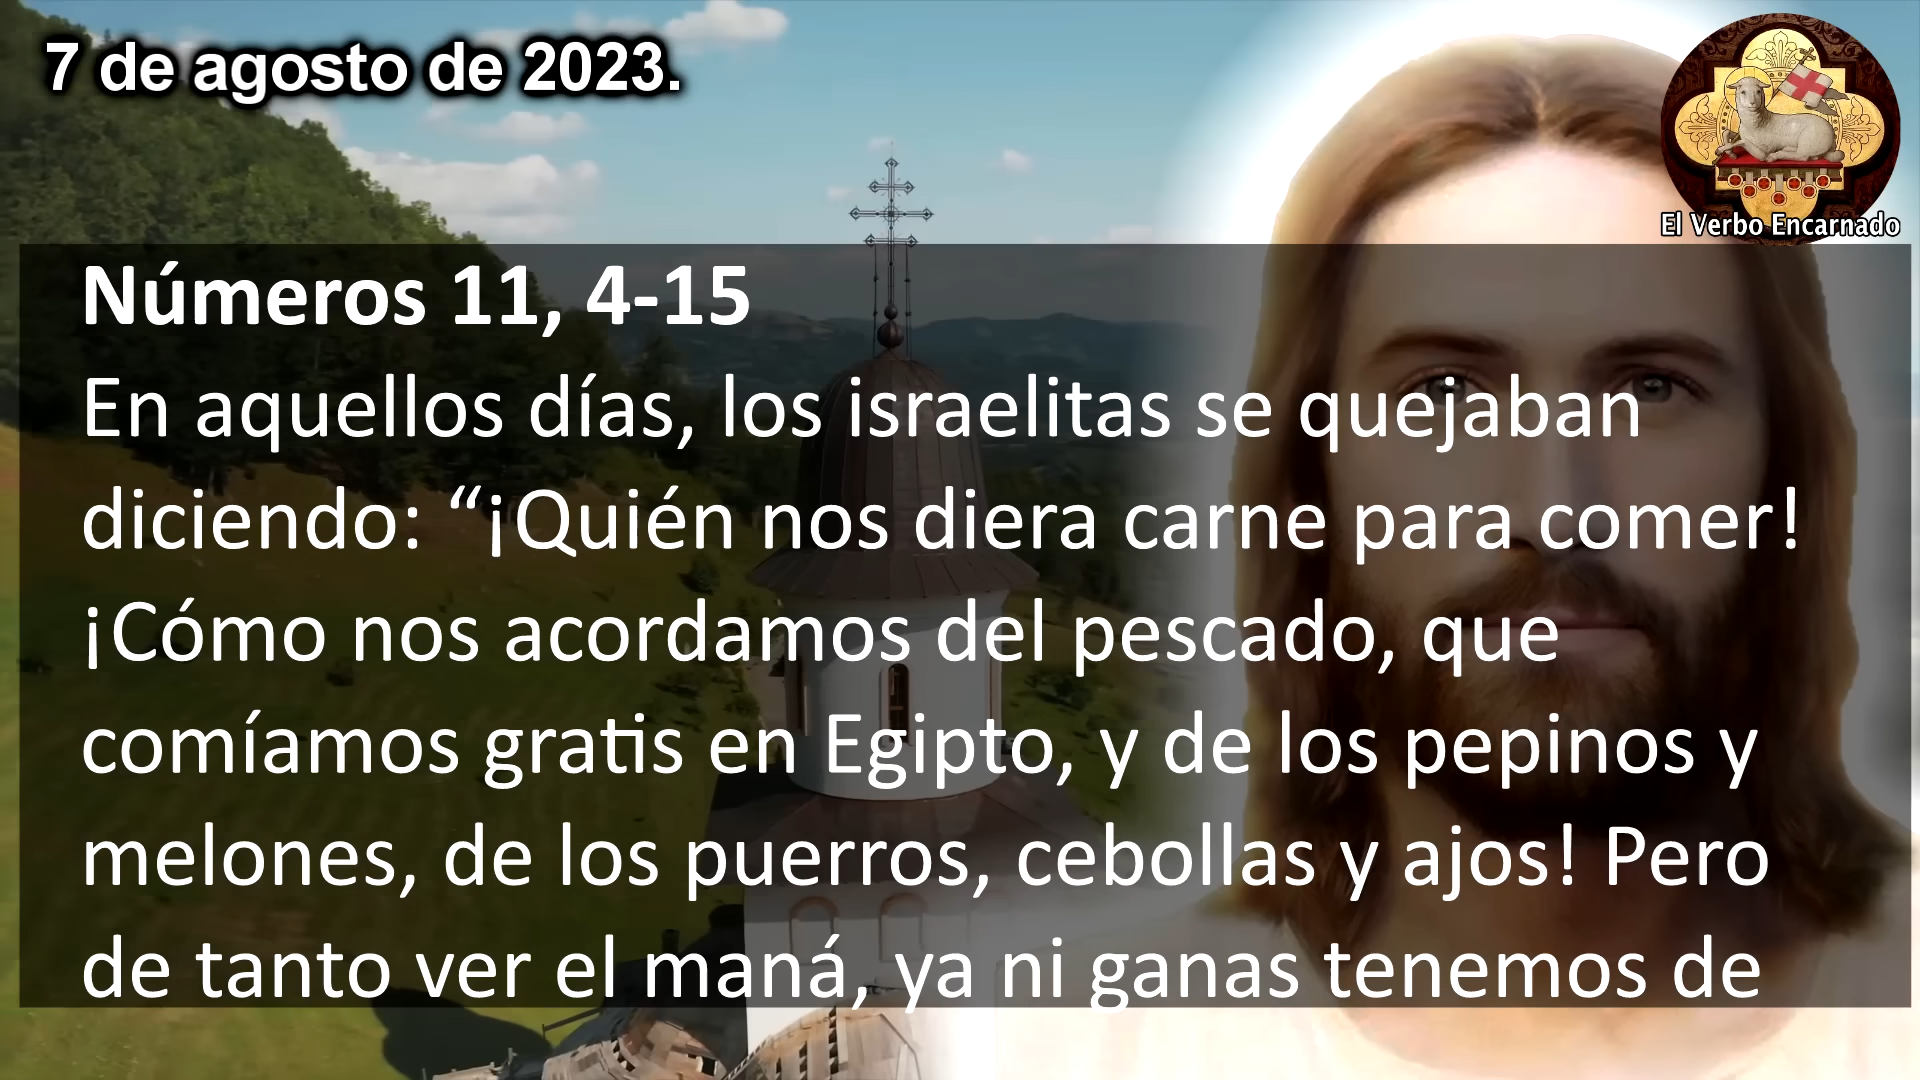 7 de agosto de 2023.
El Verbo Encarnado
Números 11, 4-15
En aquellos días, los israelitas se quejaban
diciendo: “¡Quién nos diera carne para comer!
¡Cómo nos acordamos del pescado, que
comíamos gratis en Egipto, y de los pepinos y
melones, de los puerros, cebollas y ajos! Pero
de tanto ver el maná, ya ni ganas tenemos de